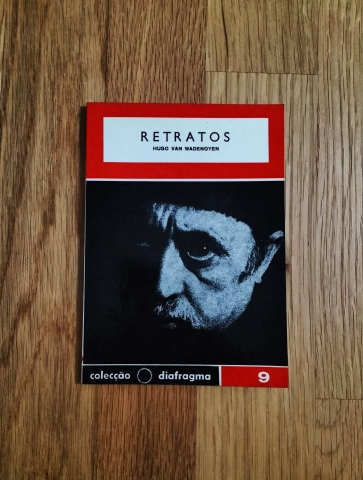 RETRATOS
HUGO VAN WADENOYEN
colecção diafragma 9